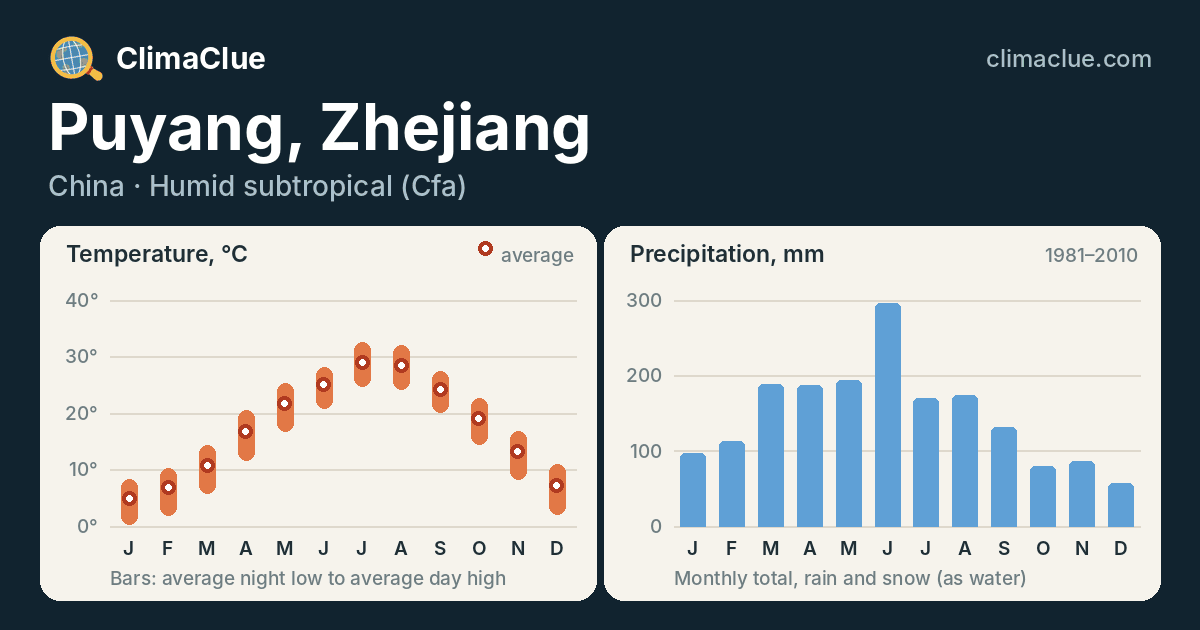 ClimaClue
climaclue.com
Puyang, Zhejiang
China · Humid subtropical (Cfa)
Temperature, °C
average
40°
30°
20°
10°
0°
J F M A M J J A S O N D
Bars: average night low to average day high
Precipitation, mm
1981–2010
300
200
100
0
J F M A M J J A S O N D
Monthly total, rain and snow (as water)